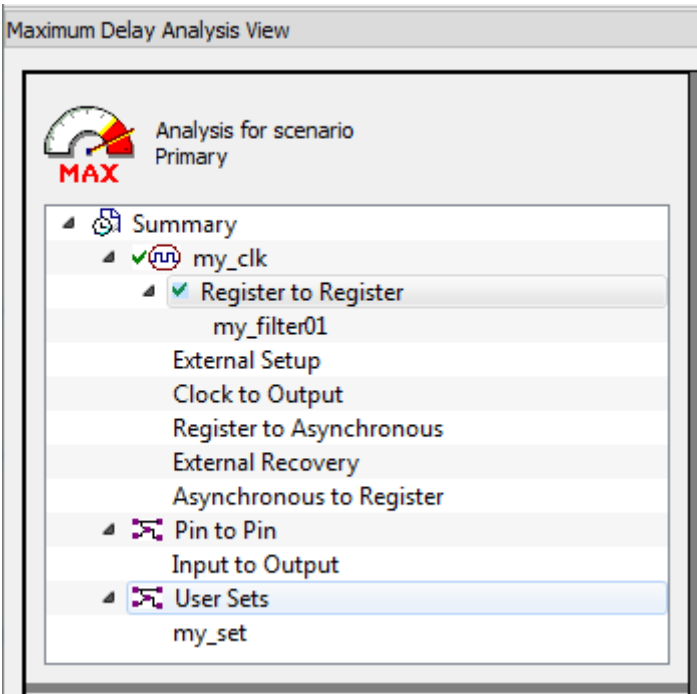 Maximum Delay Analysis View
Analysis for scenario
Primary
MAX
Summary
my_clk
Register to Register
my_filter01
External Setup
Clock to Output
Register to Asynchronous
External Recovery
Asynchronous to Register
Pin to Pin
Input to Output
User Sets
my_set